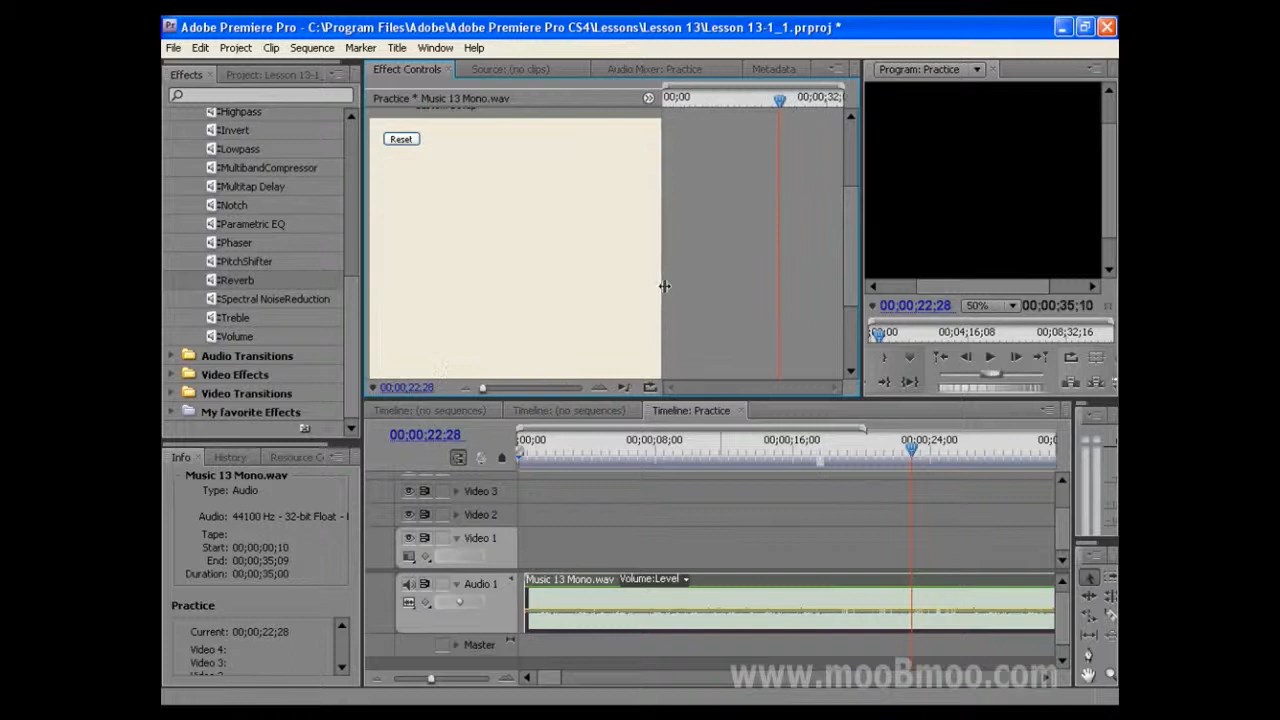 Adobe Premiere Pro - C:\Program Files\Adobe\Adobe Premiere Pro CS4\Lessons\Lesson 13\Lesson 13-1_1.prproj *
File Edit Project Clip Sequence Marker Title Window Help
Effects Project: Lesson 13-1_
Effect Controls Source: (no clips) Audio Mixer: Practice Metadata
Program: Practice
Practice * Music 13 Mono.wav
00;00 00;00;32;
Highpass
Invert
Lowpass
MultibandCompressor
Multitap Delay
Notch
Parametric EQ
Phaser
PitchShifter
Reverb
Spectral NoiseReduction
Treble
Volume
Audio Transitions
Video Effects
Video Transitions
My favorite Effects
Reset
00;00;22;28
00;00;22;28 50% 00;00;35;10
00;00 00;04;16;08 00;08;32;16
Info History Resource C
Music 13 Mono.wav
Type: Audio
Audio: 44100 Hz - 32-bit Float -
Tape:
Start: 00;00;00;10
End: 00;00;35;09
Duration: 00;00;35;00
Practice
Current: 00;00;22;28
Video 4:
Video 3:
Timeline: (no sequences) Timeline: (no sequences) Timeline: Practice
00;00;22;28
00;00 00;00;08;00 00;00;16;00 00;00;24;00 00;
Video 3
Video 2
Video 1
Audio 1
Music 13 Mono.wav Volume:Level
Master
www.mooBmoo.com